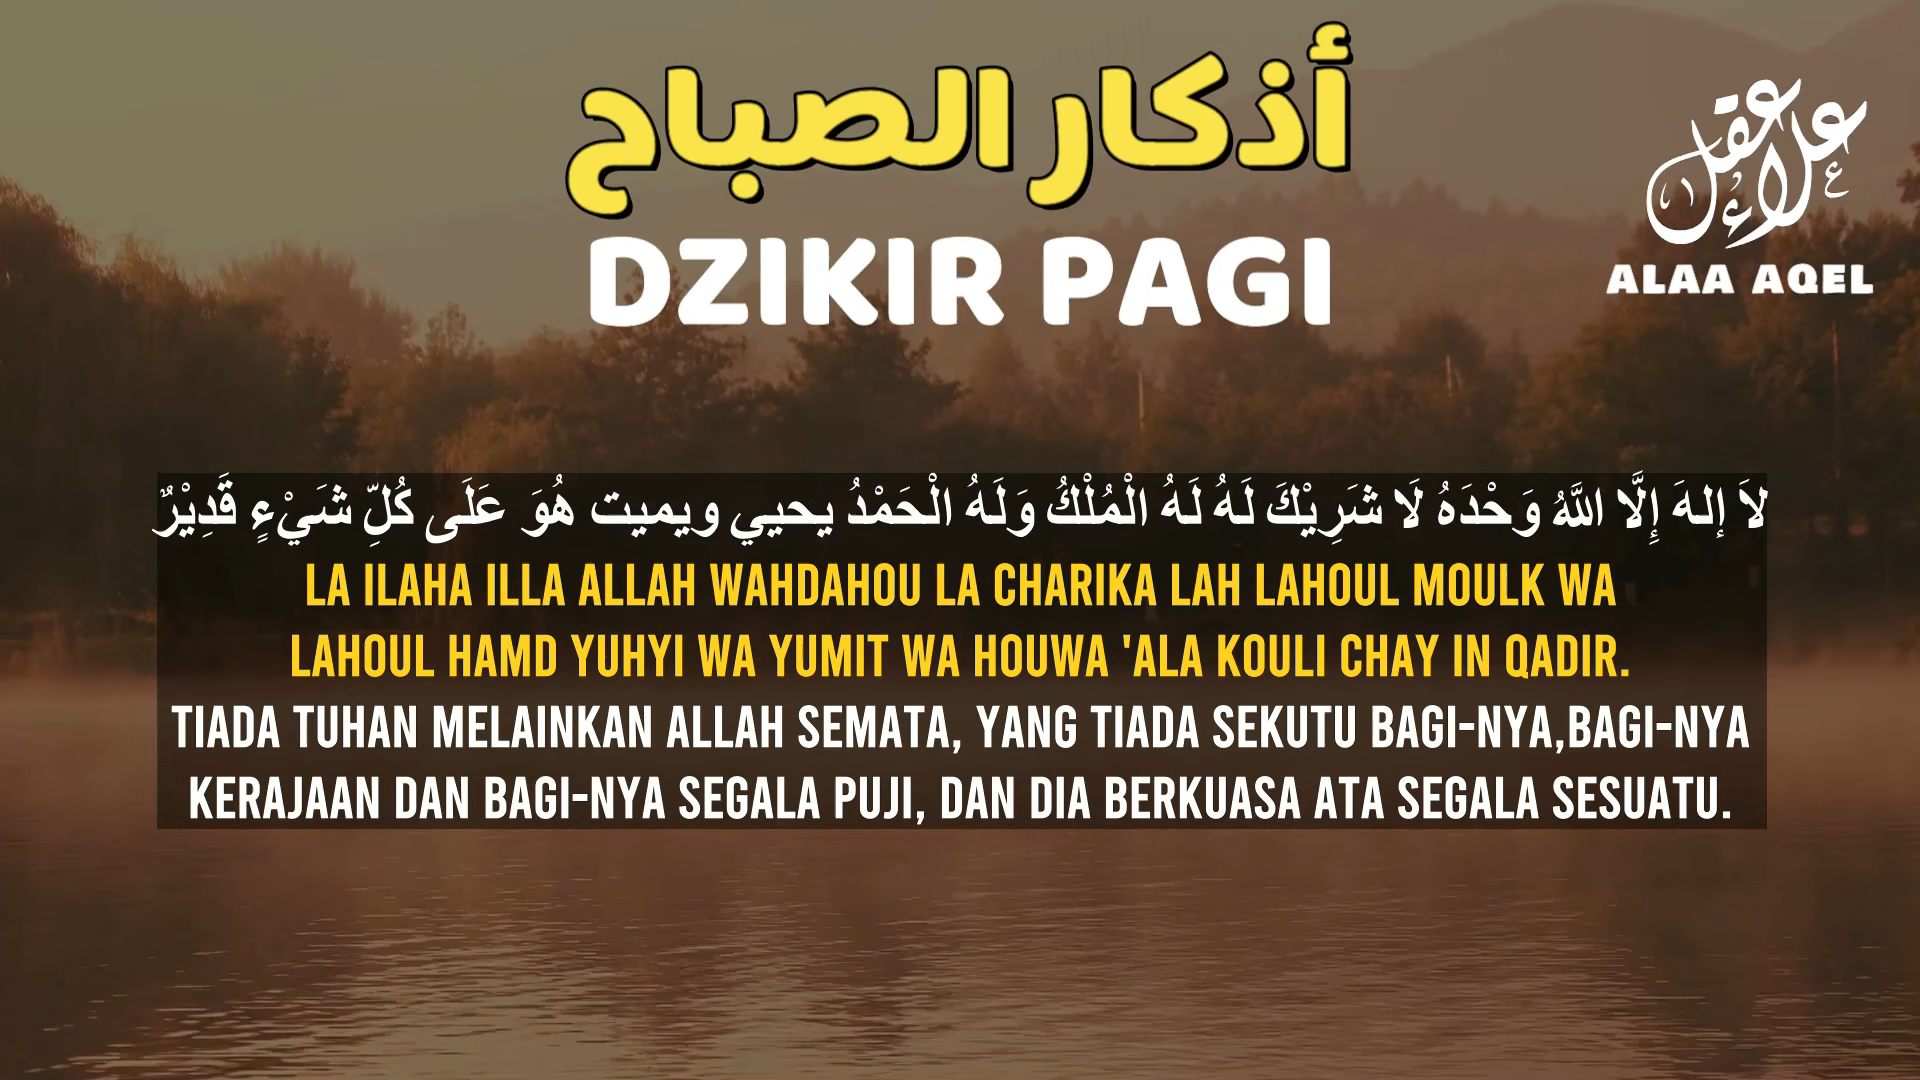 أذكار الصباح
DZIKIR PAGI
علاء عقل
ALAA AQEL
لاَ إلهَ إِلَّا اللَّهُ وَحْدَهُ لَا شَرِيْكَ لَهُ لَهُ الْمُلْكُ وَلَهُ الْحَمْدُ يحيي ويميت هُوَ عَلَى كُلِّ شَيْءٍ قَدِيْرٌ
LA ILAHA ILLA ALLAH WAHDAHOU LA CHARIKA LAH LAHOUL MOULK WA
LAHOUL HAMD YUHYI WA YUMIT WA HOUWA 'ALA KOULI CHAY IN QADIR.
TIADA TUHAN MELAINKAN ALLAH SEMATA, YANG TIADA SEKUTU BAGI-NYA,BAGI-NYA
KERAJAAN DAN BAGI-NYA SEGALA PUJI, DAN DIA BERKUASA ATA SEGALA SESUATU.